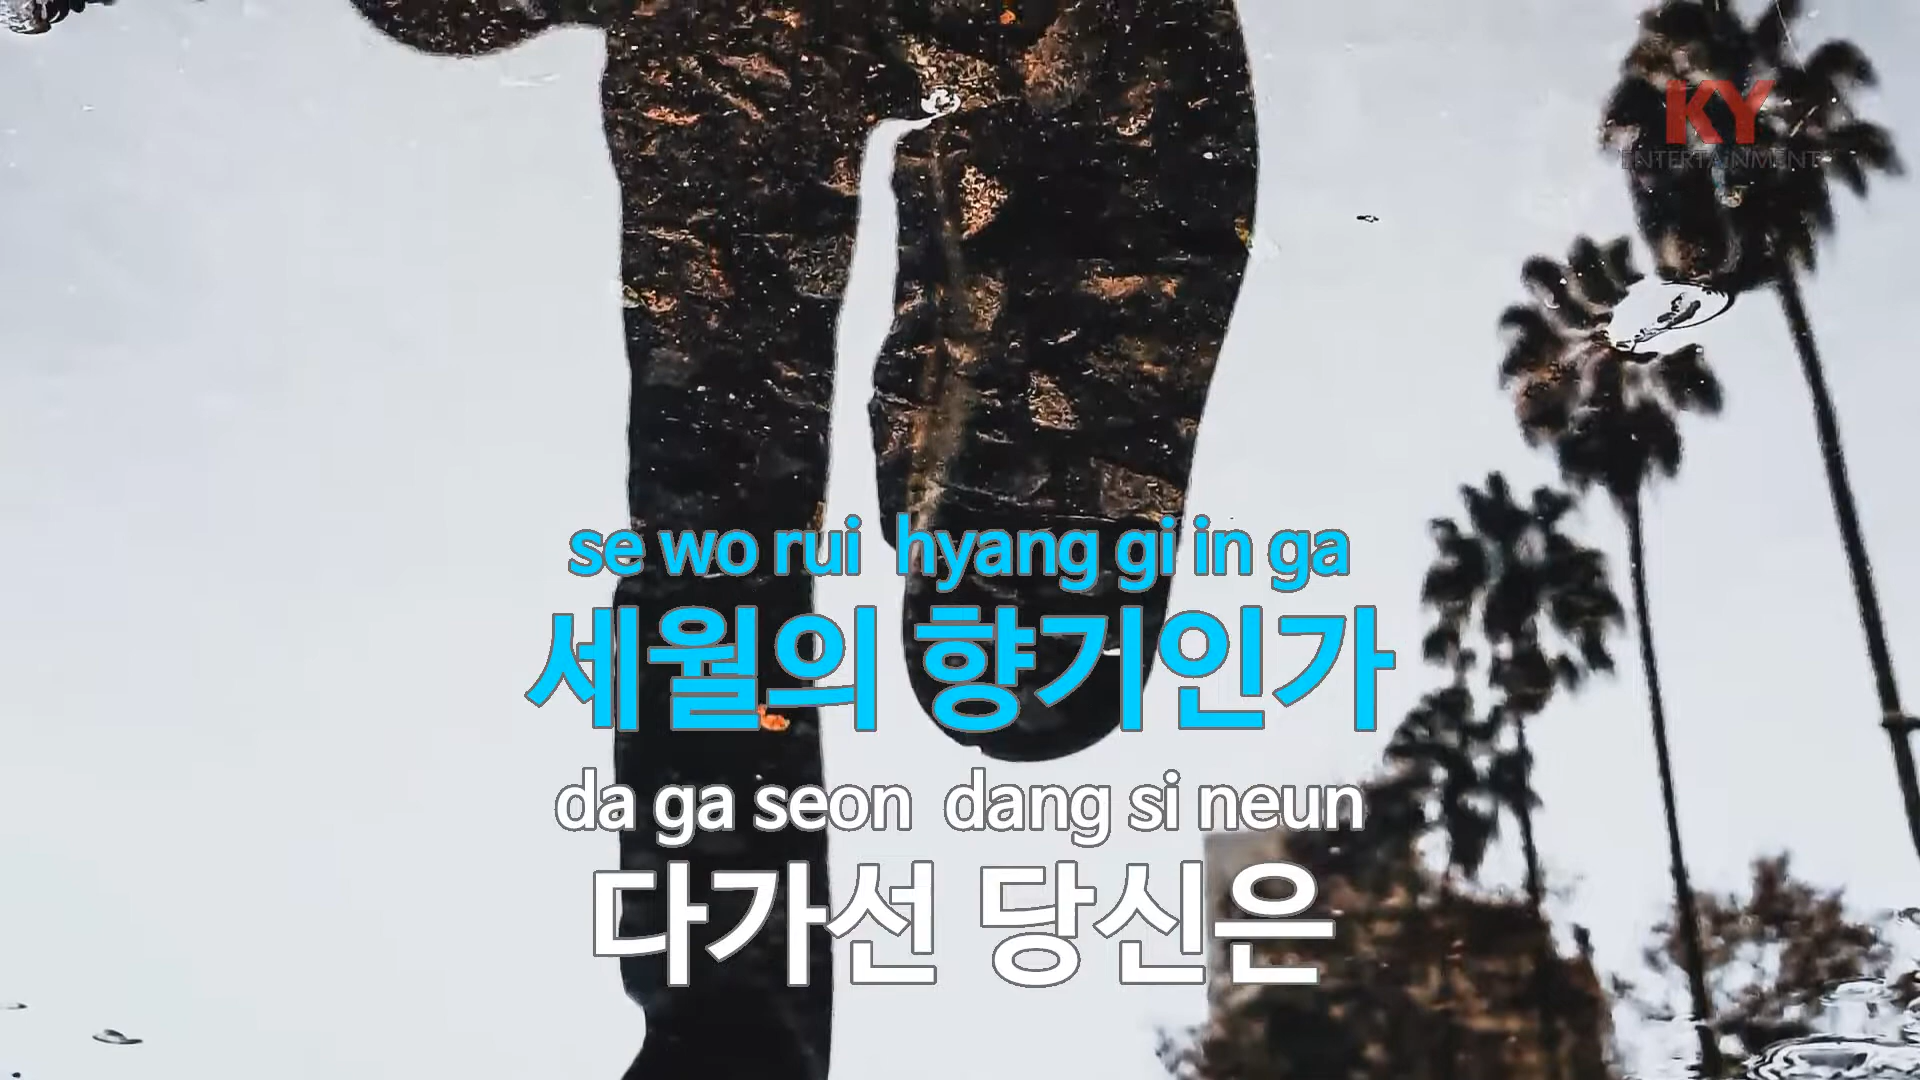 KY
ENTERTAINMENT
se wo rui hyang gi in ga
세월의 향기인가
da ga seon dang si neun
다가선 당신은